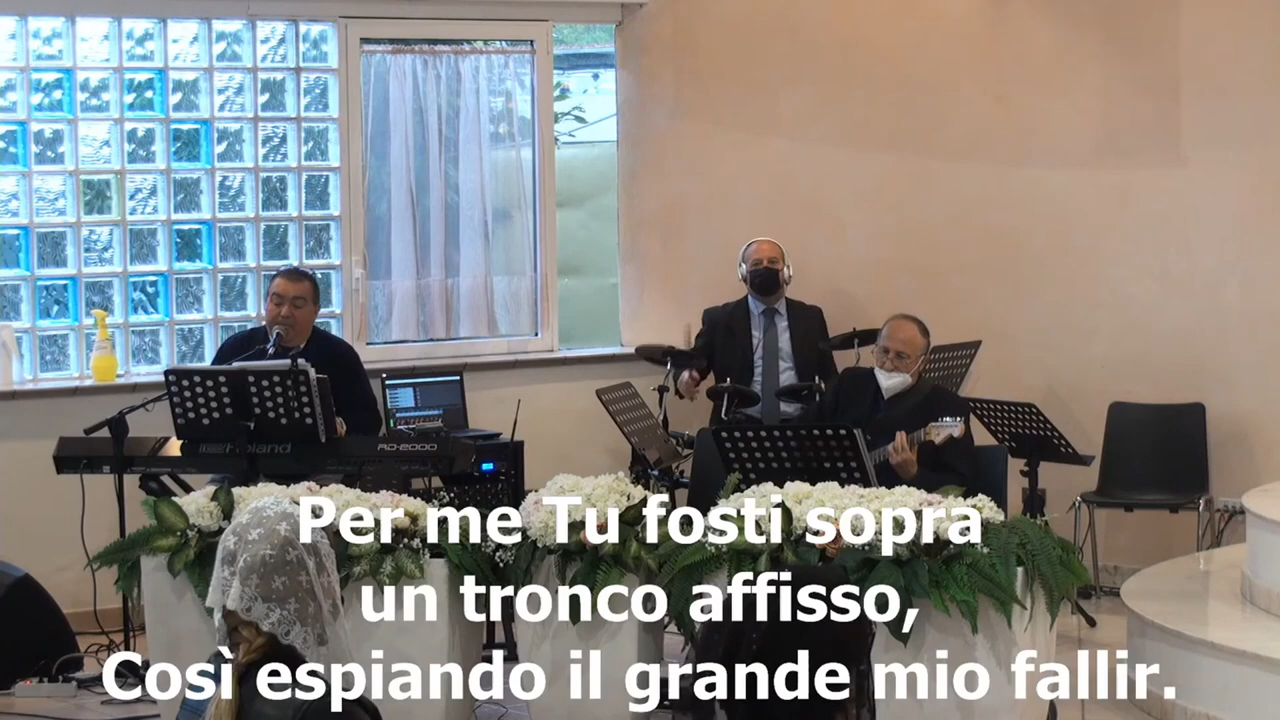 Roland
RD-2000
Per me Tu fosti sopra
un tronco affisso,
Così espiando il grande mio fallir.